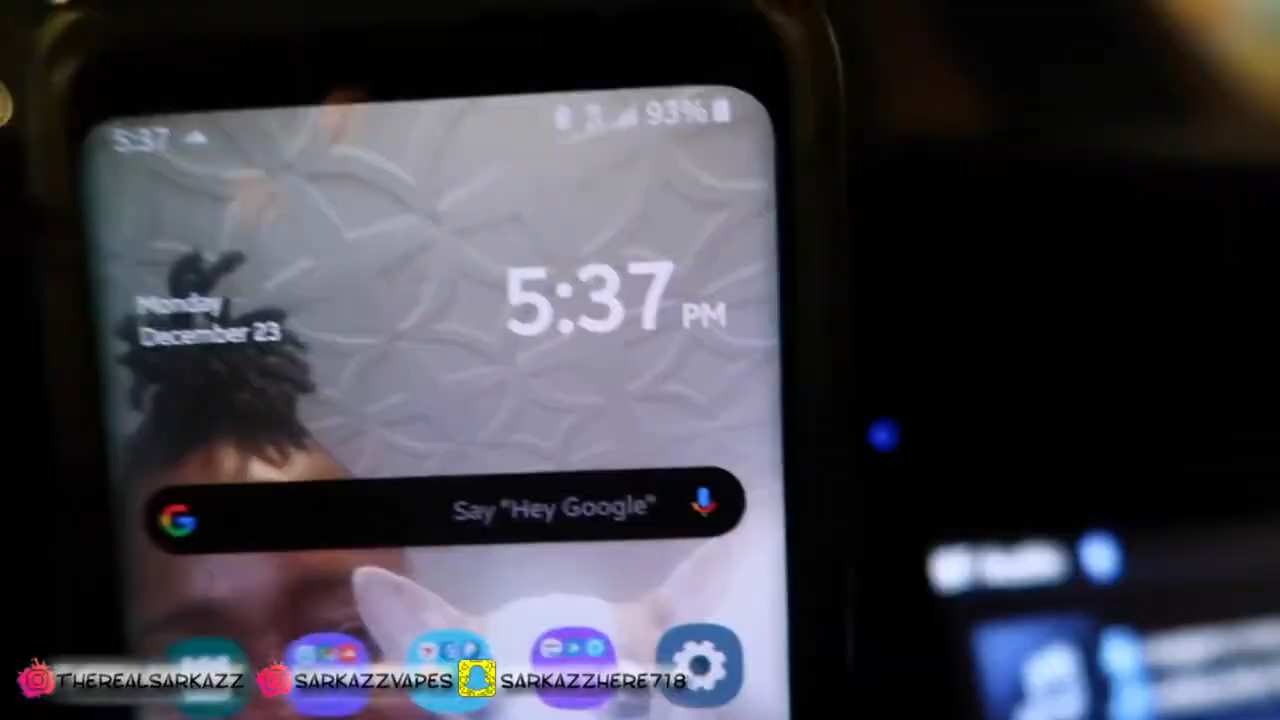 5:37
93%
5:37 PM
Monday
December 23
Say "Hey Google"
THEREALSARKAZZ SARKAZZVAPES SARKAZZHERE718